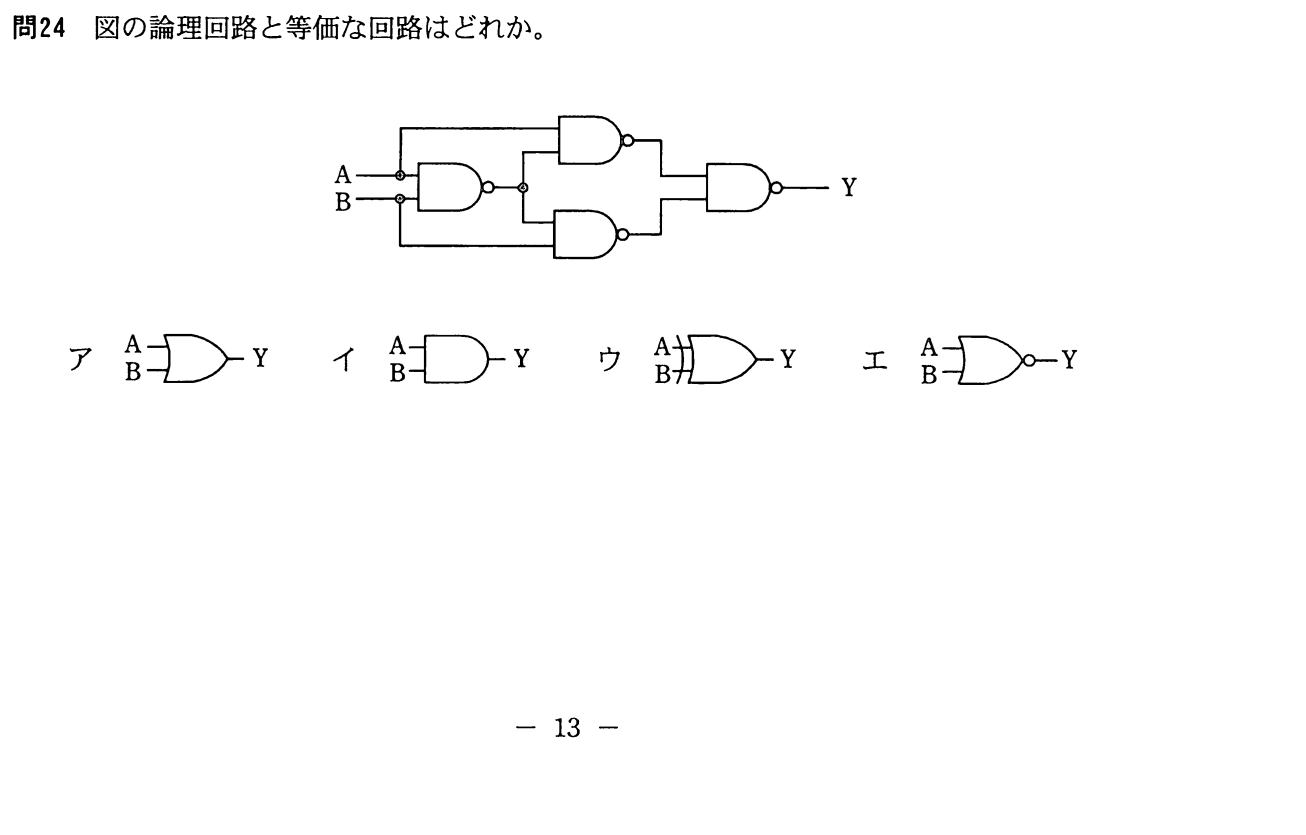 問24　図の論理回路と等価な回路はどれか。
A
B
Y
ア A B Y イ A B Y ウ A B Y エ A B Y
－ 13 －